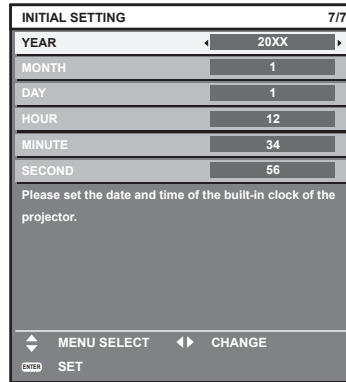 INITIAL SETTING 7/7
YEAR 20XX
MONTH 1
DAY 1
HOUR 12
MINUTE 34
SECOND 56
Please set the date and time of the built-in clock of the
projector.
MENU SELECT CHANGE
ENTER SET